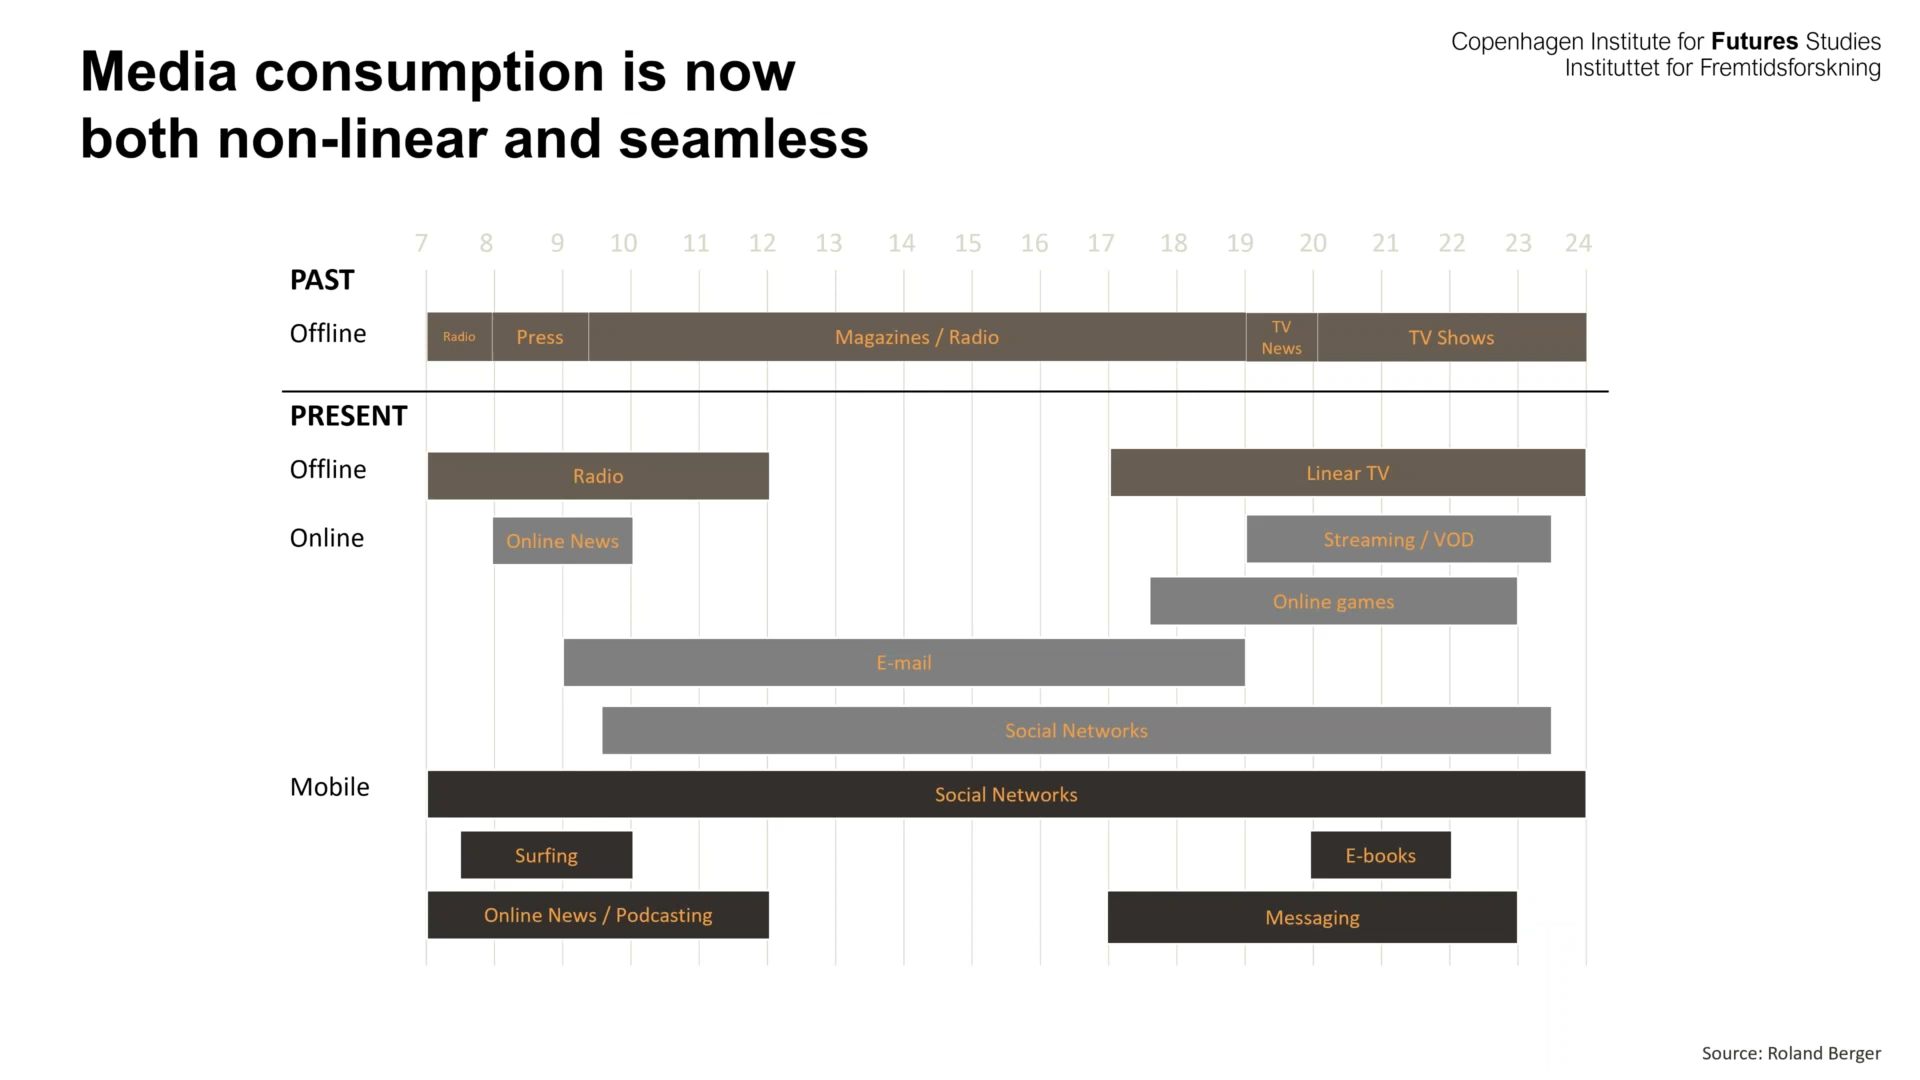 Media consumption is now
both non-linear and seamless
Copenhagen Institute for Futures Studies
Instituttet for Fremtidsforskning
7 8 9 10 11 12 13 14 15 16 17 18 19 20 21 22 23 24
PAST
Offline
Radio
Press
Magazines / Radio
TV
News
TV Shows
PRESENT
Offline
Radio
Linear TV
Online
Online News
Streaming / VOD
Online games
E-mail
Social Networks
Mobile
Social Networks
Surfing
E-books
Online News / Podcasting
Messaging
Source: Roland Berger